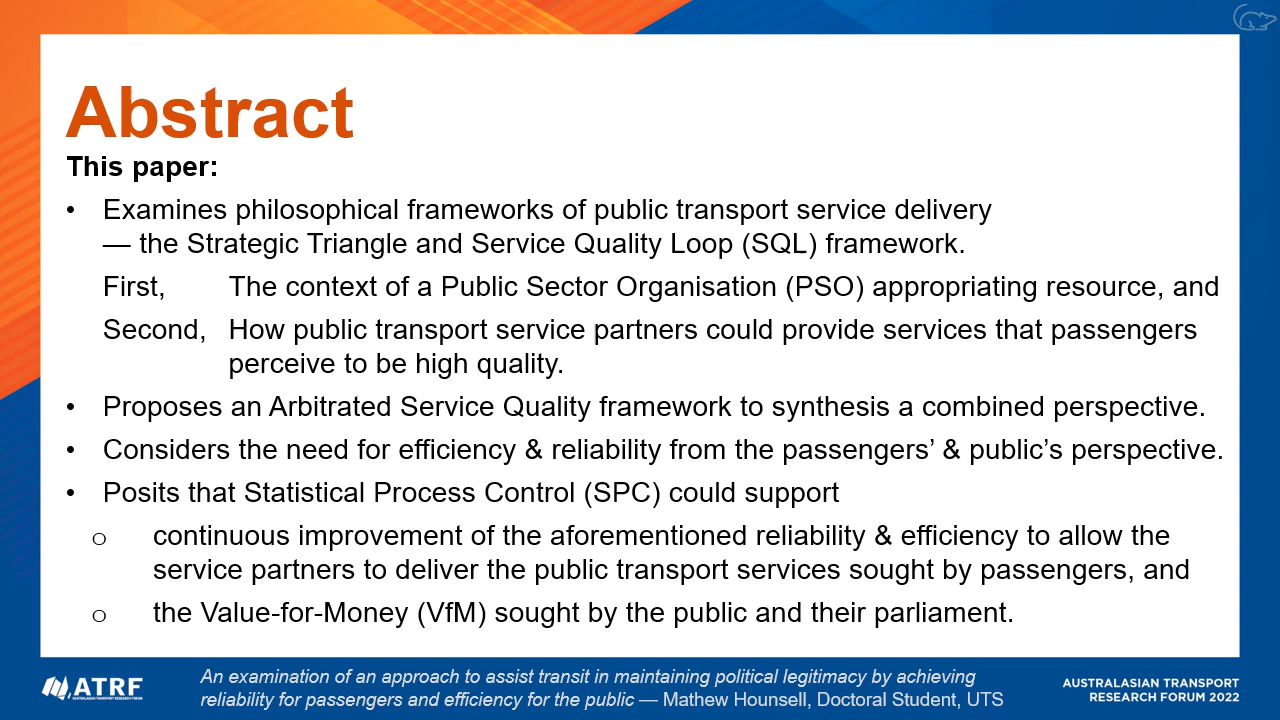 Abstract
This paper:
• Examines philosophical frameworks of public transport service delivery
— the Strategic Triangle and Service Quality Loop (SQL) framework.
First, The context of a Public Sector Organisation (PSO) appropriating resource, and
Second, How public transport service partners could provide services that passengers
perceive to be high quality.
• Proposes an Arbitrated Service Quality framework to synthesis a combined perspective.
• Considers the need for efficiency & reliability from the passengers’ & public’s perspective.
• Posits that Statistical Process Control (SPC) could support
o continuous improvement of the aforementioned reliability & efficiency to allow the
service partners to deliver the public transport services sought by passengers, and
o the Value-for-Money (VfM) sought by the public and their parliament.
ATRF
AUSTRALASIAN TRANSPORT RESEARCH FORUM
An examination of an approach to assist transit in maintaining political legitimacy by achieving
reliability for passengers and efficiency for the public — Mathew Hounsell, Doctoral Student, UTS
AUSTRALASIAN TRANSPORT
RESEARCH FORUM 2022